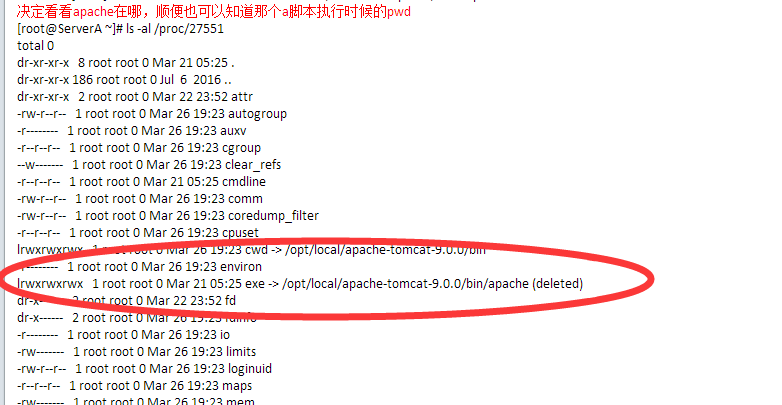 决定看看apache在哪，顺便也可以知道那个a脚本执行时候的pwd
[root@ServerA ~]# ls -al /proc/27551
total 0
dr-xr-xr-x 8 root root 0 Mar 21 05:25 .
dr-xr-xr-x 186 root root 0 Jul 6 2016 ..
dr-xr-xr-x 2 root root 0 Mar 22 23:52 attr
-rw-r--r-- 1 root root 0 Mar 26 19:23 autogroup
-r-------- 1 root root 0 Mar 26 19:23 auxv
-r--r--r-- 1 root root 0 Mar 26 19:23 cgroup
--w------- 1 root root 0 Mar 26 19:23 clear_refs
-r--r--r-- 1 root root 0 Mar 21 05:25 cmdline
-rw-r--r-- 1 root root 0 Mar 26 19:23 comm
-rw-r--r-- 1 root root 0 Mar 26 19:23 coredump_filter
-r--r--r-- 1 root root 0 Mar 26 19:23 cpuset
lrwxrwxrwx 1 root root 0 Mar 26 19:23 cwd -> /opt/local/apache-tomcat-9.0.0/bin
-r-------- 1 root root 0 Mar 26 19:23 environ
lrwxrwxrwx 1 root root 0 Mar 21 05:25 exe -> /opt/local/apache-tomcat-9.0.0/bin/apache (deleted)
dr-x------ 2 root root 0 Mar 22 23:52 fd
dr-x------ 2 root root 0 Mar 26 19:23 fdinfo
-r-------- 1 root root 0 Mar 26 19:23 io
-rw------- 1 root root 0 Mar 26 19:23 limits
-rw-r--r-- 1 root root 0 Mar 26 19:23 loginuid
-r--r--r-- 1 root root 0 Mar 26 19:23 maps
-rw------- 1 root root 0 Mar 26 19:23 mem